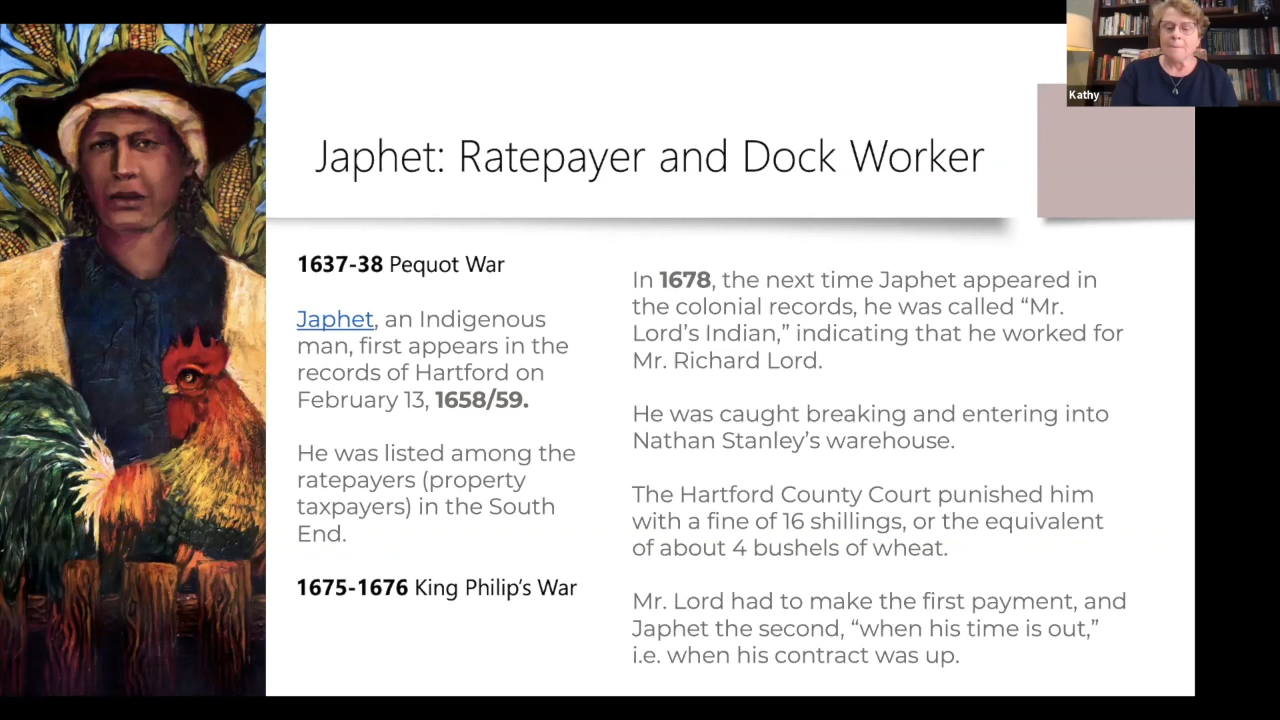 Kathy
Japhet: Ratepayer and Dock Worker
1637-38 Pequot War
Japhet, an Indigenous
man, first appears in the
records of Hartford on
February 13, 1658/59.
He was listed among the
ratepayers (property
taxpayers) in the South
End.
1675-1676 King Philip’s War
In 1678, the next time Japhet appeared in
the colonial records, he was called “Mr.
Lord’s Indian,” indicating that he worked for
Mr. Richard Lord.
He was caught breaking and entering into
Nathan Stanley’s warehouse.
The Hartford County Court punished him
with a fine of 16 shillings, or the equivalent
of about 4 bushels of wheat.
Mr. Lord had to make the first payment, and
Japhet the second, “when his time is out,”
i.e. when his contract was up.